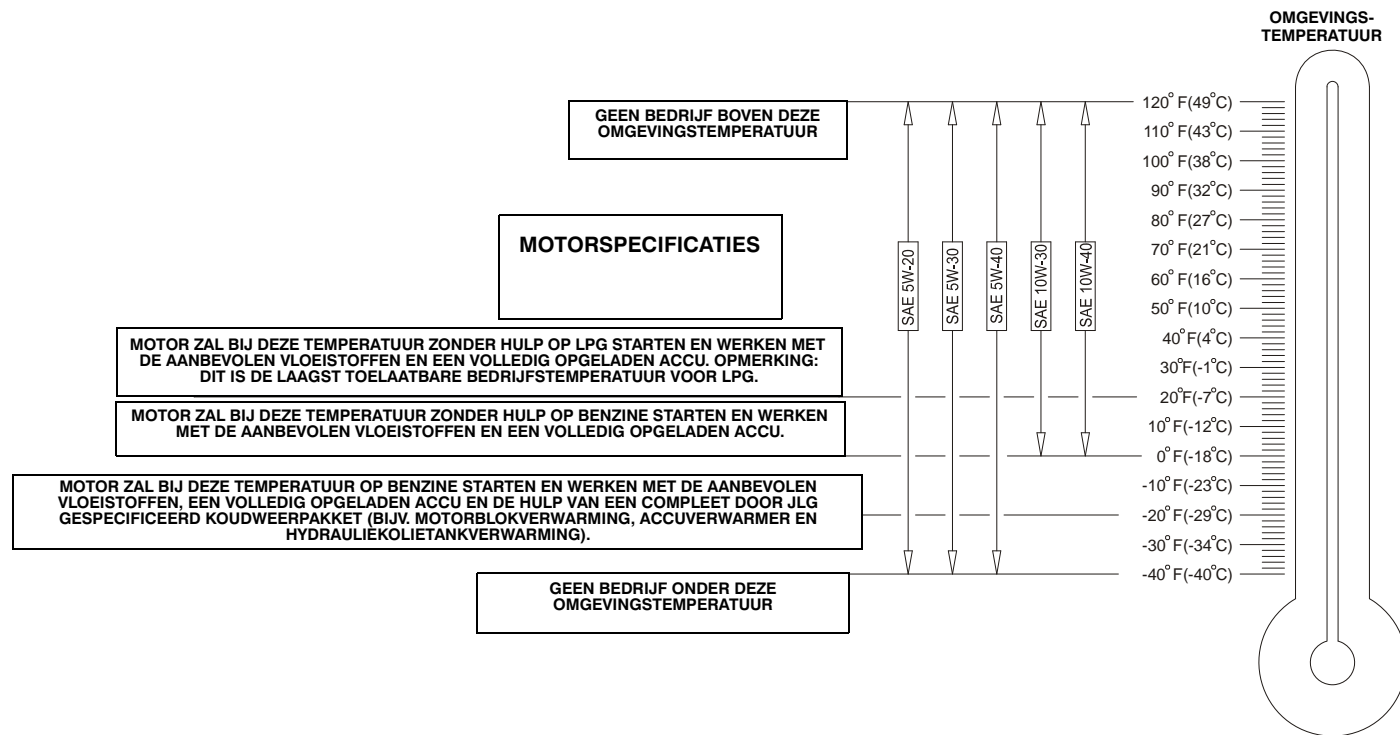 OMGEVINGS-
TEMPERATUUR
GEEN BEDRIJF BOVEN DEZE
OMGEVINGSTEMPERATUUR
MOTORSPECIFICATIES
MOTOR ZAL BIJ DEZE TEMPERATUUR ZONDER HULP OP LPG STARTEN EN WERKEN MET
DE AANBEVOLEN VLOEISTOFFEN EN EEN VOLLEDIG OPGELADEN ACCU. OPMERKING:
DIT IS DE LAAGST TOELAATBARE BEDRIJFSTEMPERATUUR VOOR LPG.
MOTOR ZAL BIJ DEZE TEMPERATUUR ZONDER HULP OP BENZINE STARTEN EN WERKEN
MET DE AANBEVOLEN VLOEISTOFFEN EN EEN VOLLEDIG OPGELADEN ACCU.
MOTOR ZAL BIJ DEZE TEMPERATUUR OP BENZINE STARTEN EN WERKEN MET DE AANBEVOLEN
VLOEISTOFFEN, EEN VOLLEDIG OPGELADEN ACCU EN DE HULP VAN EEN COMPLEET DOOR JLG
GESPECIFICEERD KOUDWEERPAKKET (BIJV. MOTORBLOKVERWARMING, ACCUVERWARMER EN
HYDRAULIEKOLIETANKVERWARMING).
GEEN BEDRIJF ONDER DEZE
OMGEVINGSTEMPERATUUR
SAE 5W-20
SAE 5W-30
SAE 5W-40
SAE 10W-30
SAE 10W-40
120° F(49°C)
110° F(43°C)
100° F(38°C)
90° F(32°C)
80° F(27°C)
70° F(21°C)
60° F(16°C)
50° F(10°C)
40° F(4°C)
30°F(-1°C)
20°F(-7°C)
10° F(-12°C)
0° F(-18°C)
-10° F(-23°C)
-20° F(-29°C)
-30° F(-34°C)
-40° F(-40°C)